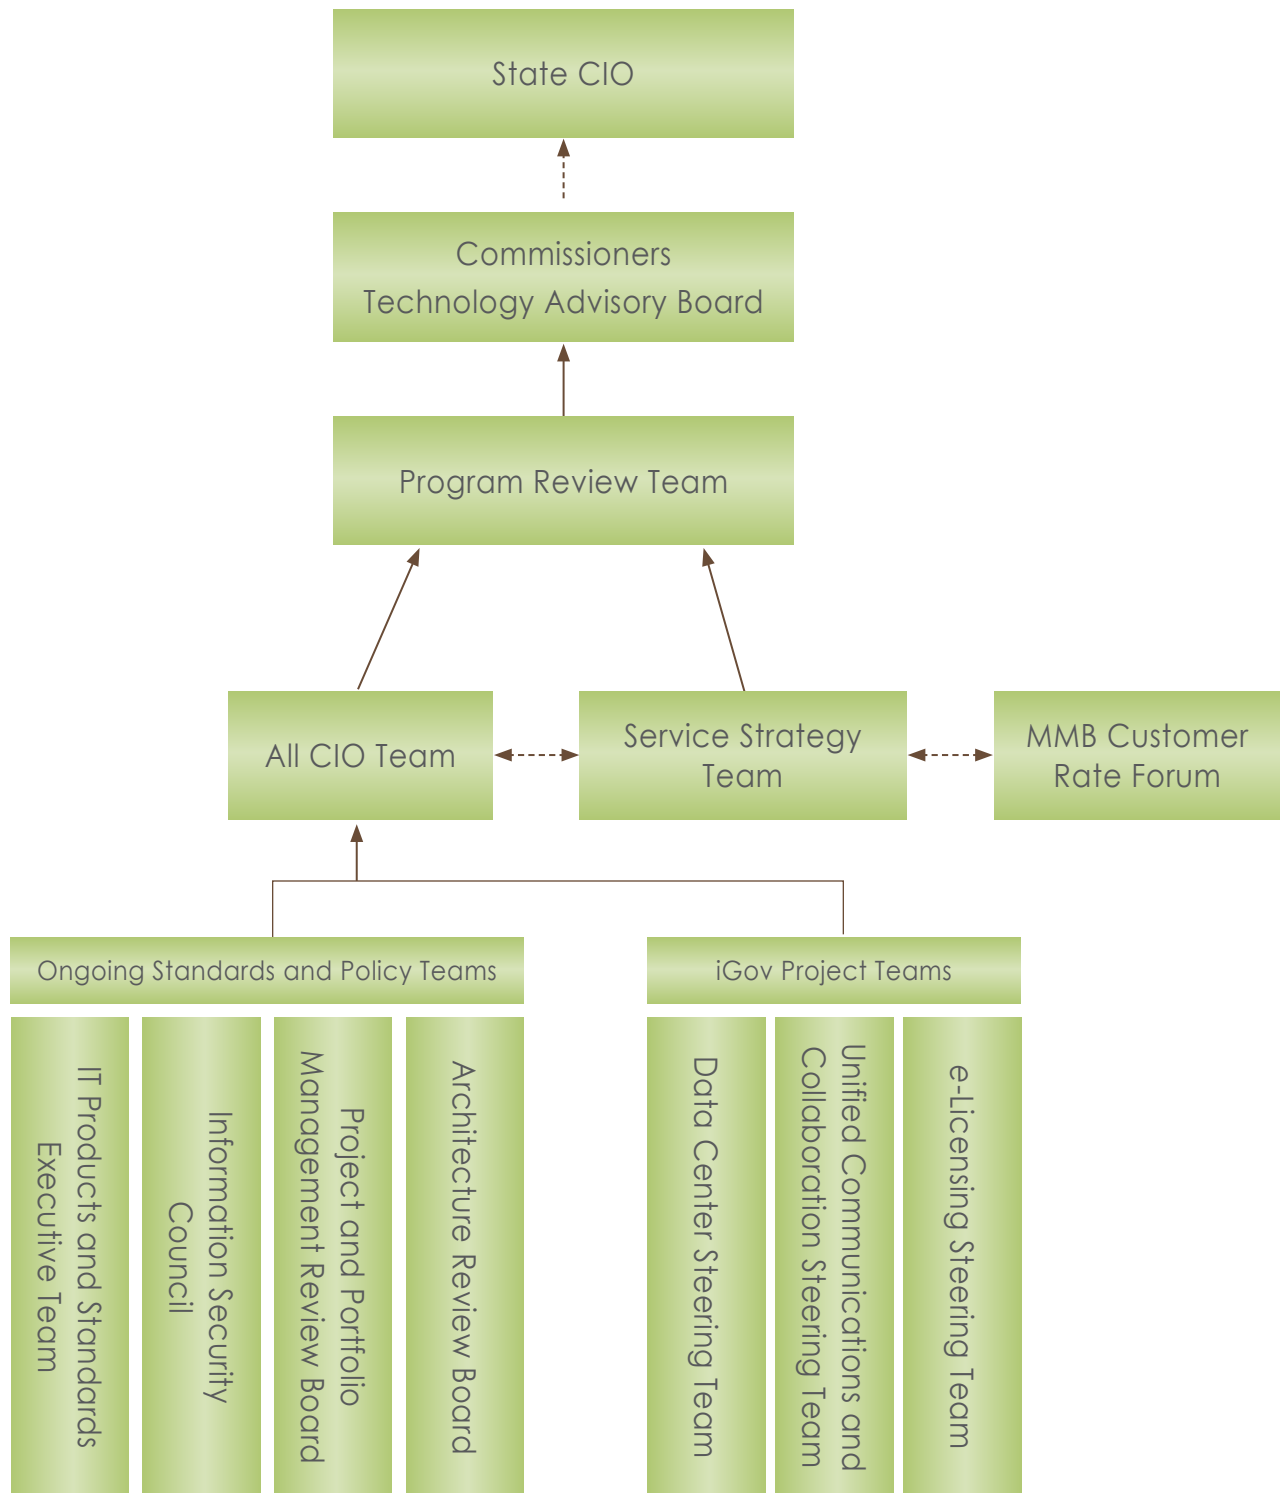 State CIO
Commissioners
Technology Advisory Board
Program Review Team
All CIO Team
Service Strategy
Team
MMB Customer
Rate Forum
Ongoing Standards and Policy Teams
iGov Project Teams
IT Products and Standards
Executive Team
Information Security
Council
Project and Portfolio
Management Review Board
Architecture Review Board
Data Center Steering Team
Unified Communications and
Collaboration Steering Team
e-Licensing Steering Team